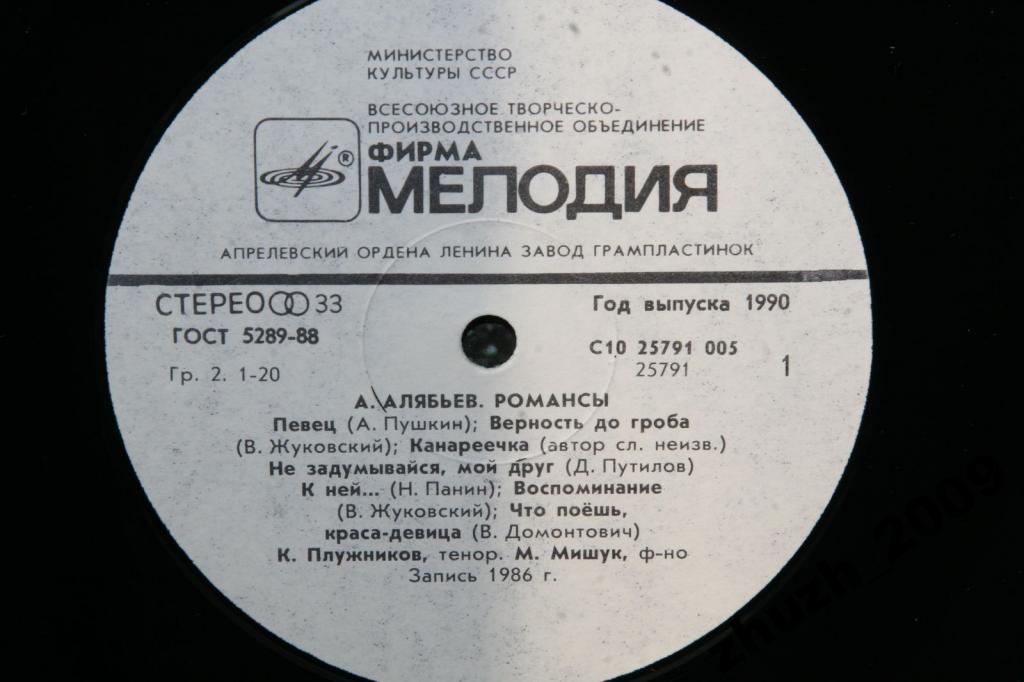 МИНИСТЕРСТВО
КУЛЬТУРЫ СССР
ВСЕСОЮЗНОЕ ТВОРЧЕСКО-
ПРОИЗВОДСТВЕННОЕ ОБЪЕДИНЕНИЕ
ФИРМА
® МЕЛОДИЯ
АПРЕЛЕВСКИЙ ОРДЕНА ЛЕНИНА ЗАВОД ГРАМПЛАСТИНОК
СТЕРЕО 33
Год выпуска 1990
ГОСТ 5289-88
С10 25791 005
Гр. 2. 1-20
25791 1
А. АЛЯБЬЕВ. РОМАНСЫ
Певец (А. Пушкин); Верность до гроба
(В. Жуковский); Канареечка (автор сл. неизв.)
Не задумывайся, мой друг (Д. Путилов)
К ней... (Н. Панин); Воспоминание
(В. Жуковский); Что поёшь,
краса-девица (В. Домонтович)
К. Плужников, тенор. М. Мишук, ф-но
Запись 1986 г.
zhuzh_2009